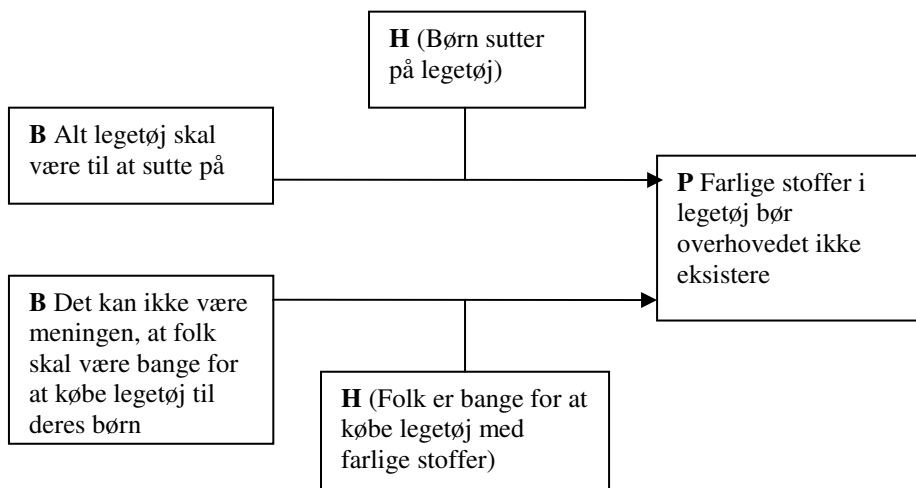 H (Børn sutter
på legetøj)
B Alt legetøj skal
være til at sutte på
P Farlige stoffer i
legetøj bør
overhovedet ikke
eksistere
B Det kan ikke være
meningen, at folk
skal være bange for
at købe legetøj til
deres børn
H (Folk er bange for at
købe legetøj med
farlige stoffer)